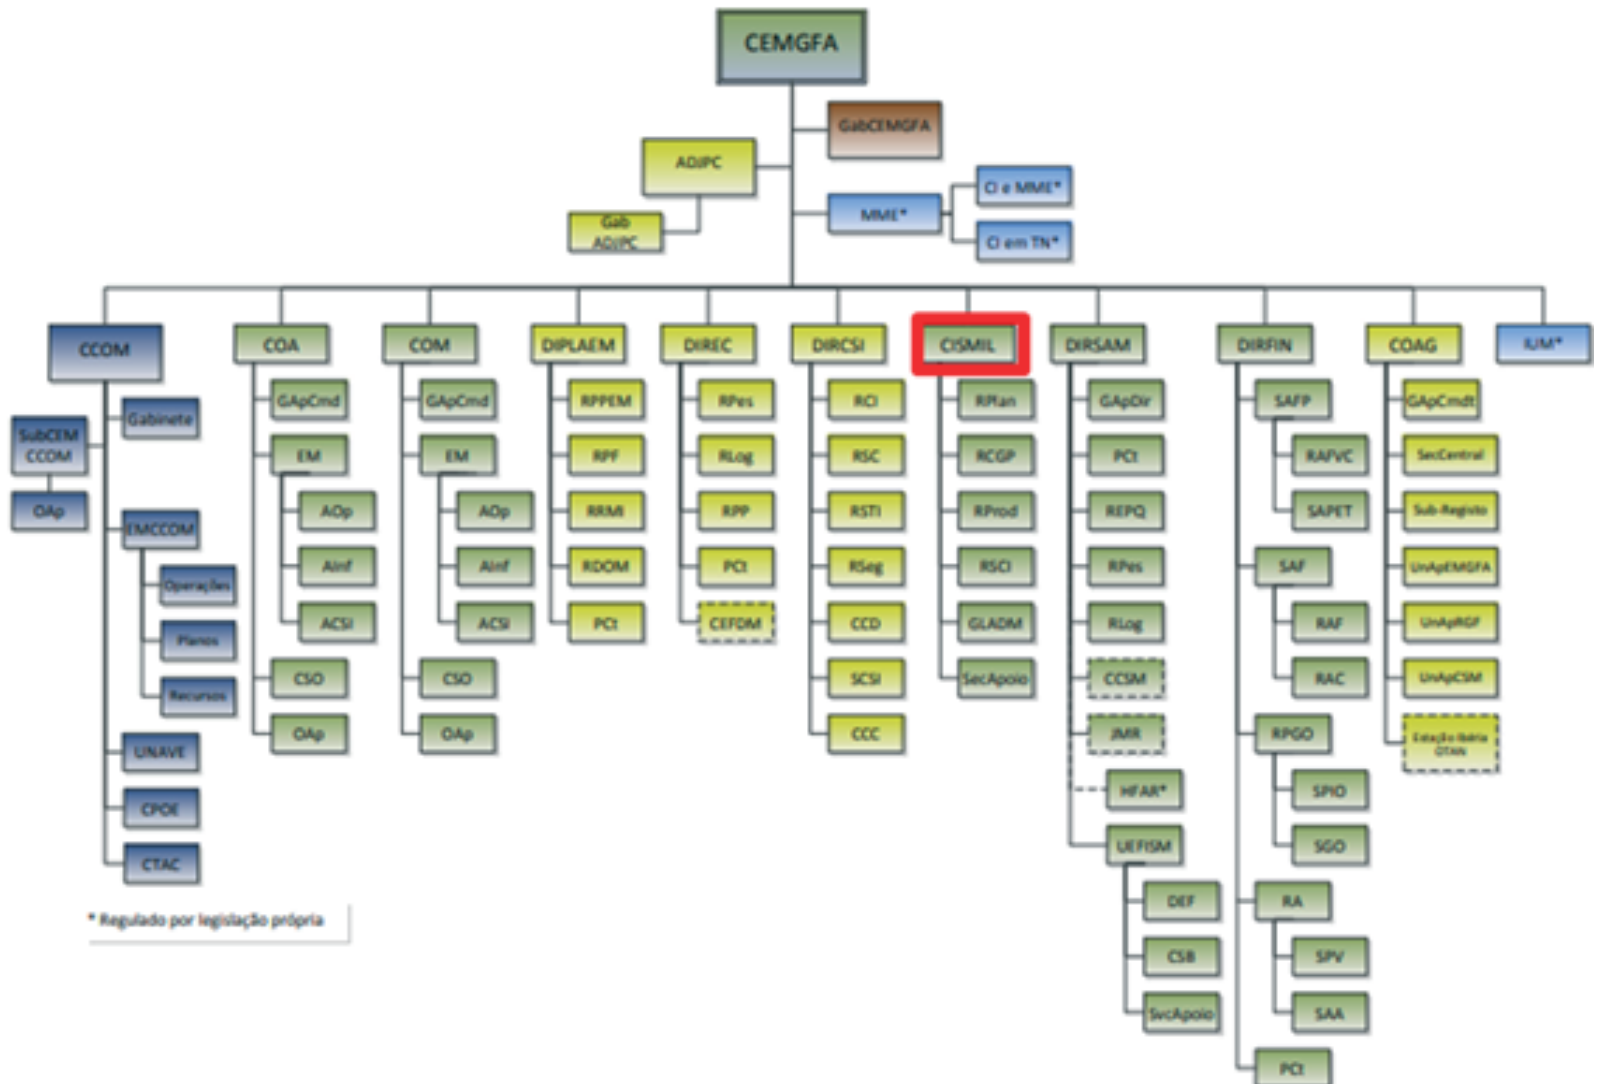 CEMGFA
GabCEMGFA
ADJPC
Gab
ADJPC
MME*
CI e MME*
CI em TN*
CCOM
COA
COM
DIPLAEM
DIREC
DIRCSI
CISMIL
DIRSAM
DIRFIN
COAG
IUM*
Gabinete
SubCEM
CCOM
OAp
EMCCOM
Operações
Planos
Recursos
UNAVE
CPOE
CTAC
GApCmd
EM
AOp
AInf
ACSI
CSO
OAp
GApCmd
EM
AOp
AInf
ACSI
CSO
OAp
RPPEM
RPF
RRMI
RDOM
PCt
RPes
RLog
RPP
PCt
CEFDM
RCI
RSC
RSTI
RSeg
CCD
SCSI
CCC
RPlan
RCGP
RProd
RSCI
GLADM
SecApoio
GApDir
PCt
REPQ
RPes
RLog
CCSM
JMR
HFAR*
UEFISM
DEF
CSB
SvcApoio
SAFP
RAFVC
SAPET
SAF
RAF
RAC
RPGO
SPIO
SGO
RA
SPV
SAA
PCt
GApCmdt
SecCentral
Sub-Registo
UnApEMGFA
UnApRGF
UnApCSM
Estação Ibéria
OTAN
* Regulado por legislação própria